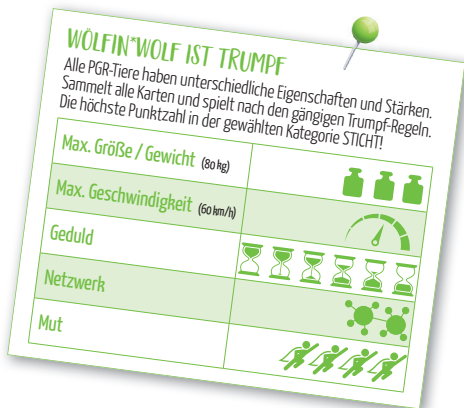 WÖLFIN*WOLF IST TRUMPF
Alle PGR-Tiere haben unterschiedliche Eigenschaften und Stärken.
Sammelt alle Karten und spielt nach den gängigen Trumpf-Regeln.
Die höchste Punktzahl in der gewählten Kategorie STICHT!
Max. Größe / Gewicht (80 kg)
Max. Geschwindigkeit (60 km/h)
Geduld
Netzwerk
Mut